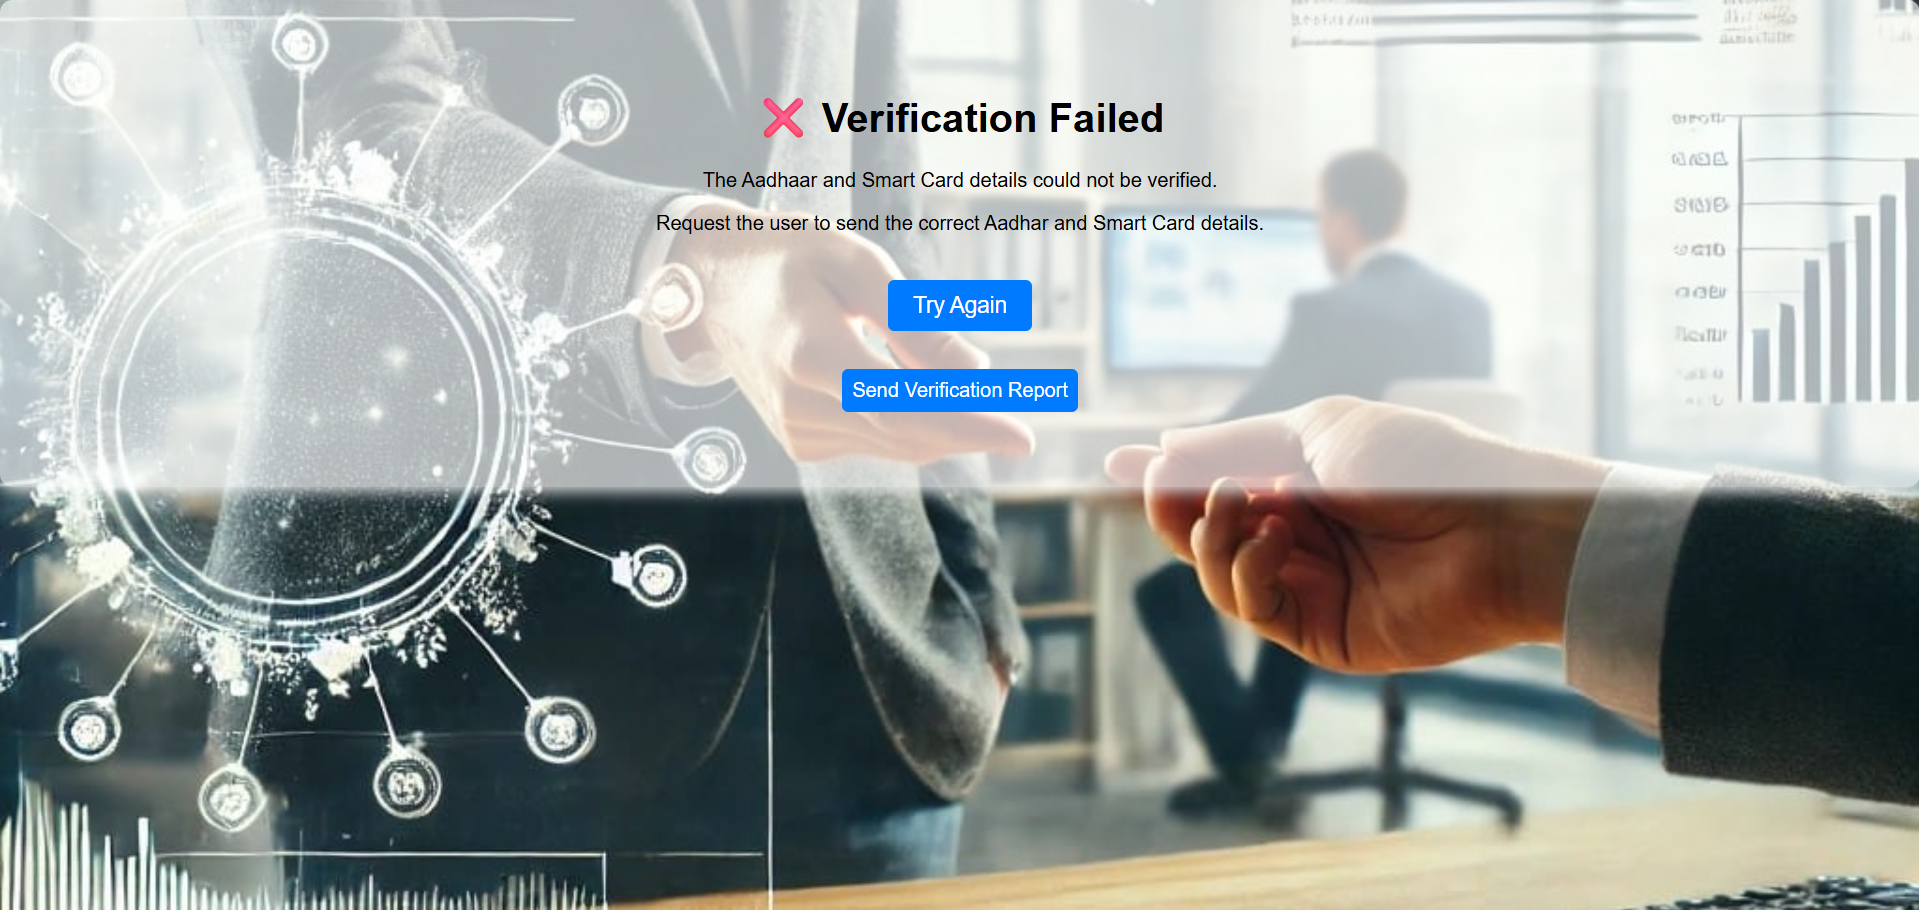 ❌ Verification Failed
The Aadhaar and Smart Card details could not be verified.
Request the user to send the correct Aadhar and Smart Card details.
Try Again
Send Verification Report